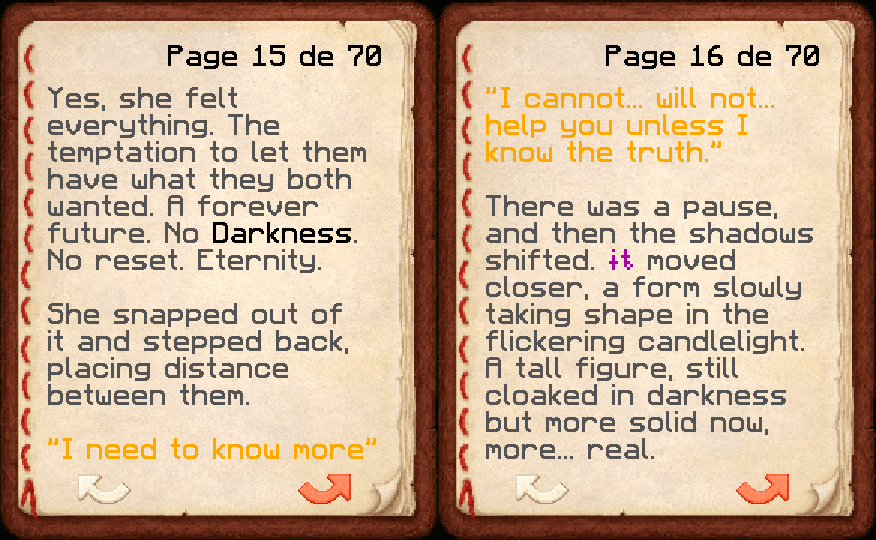 Page 15 de 70
Yes, she felt
everything. The
temptation to let them
have what they both
wanted. A forever
future. No Darkness.
No reset. Eternity.
She snapped out of
it and stepped back,
placing distance
between them.
"I need to know more"
Page 16 de 70
"I cannot... will not...
help you unless I
know the truth."
There was a pause,
and then the shadows
shifted. it moved
closer, a form slowly
taking shape in the
flickering candlelight.
A tall figure, still
cloaked in darkness
but more solid now,
more... real.